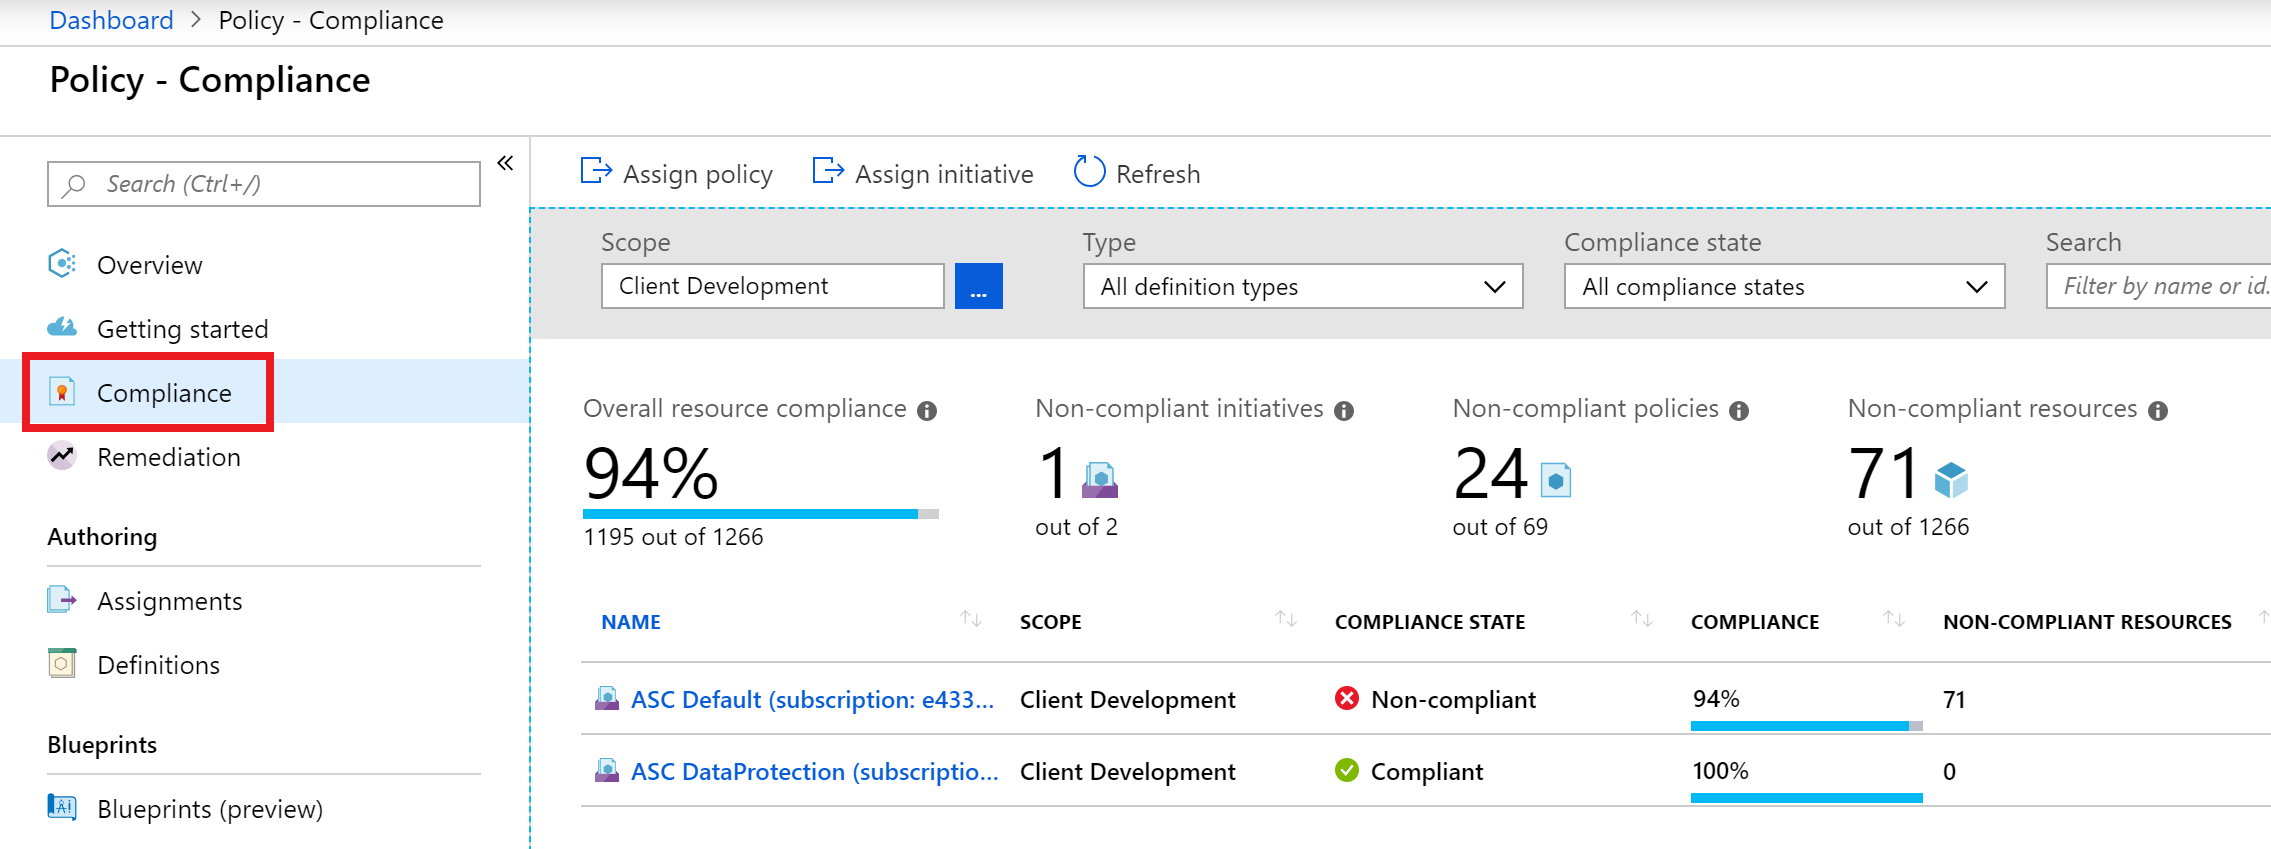 Dashboard > Policy - Compliance
Policy - Compliance
Search (Ctrl+/)
«
Overview
Getting started
Compliance
Remediation
Authoring
Assignments
Definitions
Blueprints
Blueprints (preview)
Assign policy Assign initiative Refresh
Scope Type Compliance state Search
Client Development ... All definition types All compliance states Filter by name or id.
Overall resource compliance Non-compliant initiatives Non-compliant policies Non-compliant resources
94% 1 24 71
1195 out of 1266 out of 2 out of 69 out of 1266
NAME SCOPE COMPLIANCE STATE COMPLIANCE NON-COMPLIANT RESOURCES
ASC Default (subscription: e433... Client Development Non-compliant 94% 71
ASC DataProtection (subscriptio... Client Development Compliant 100% 0